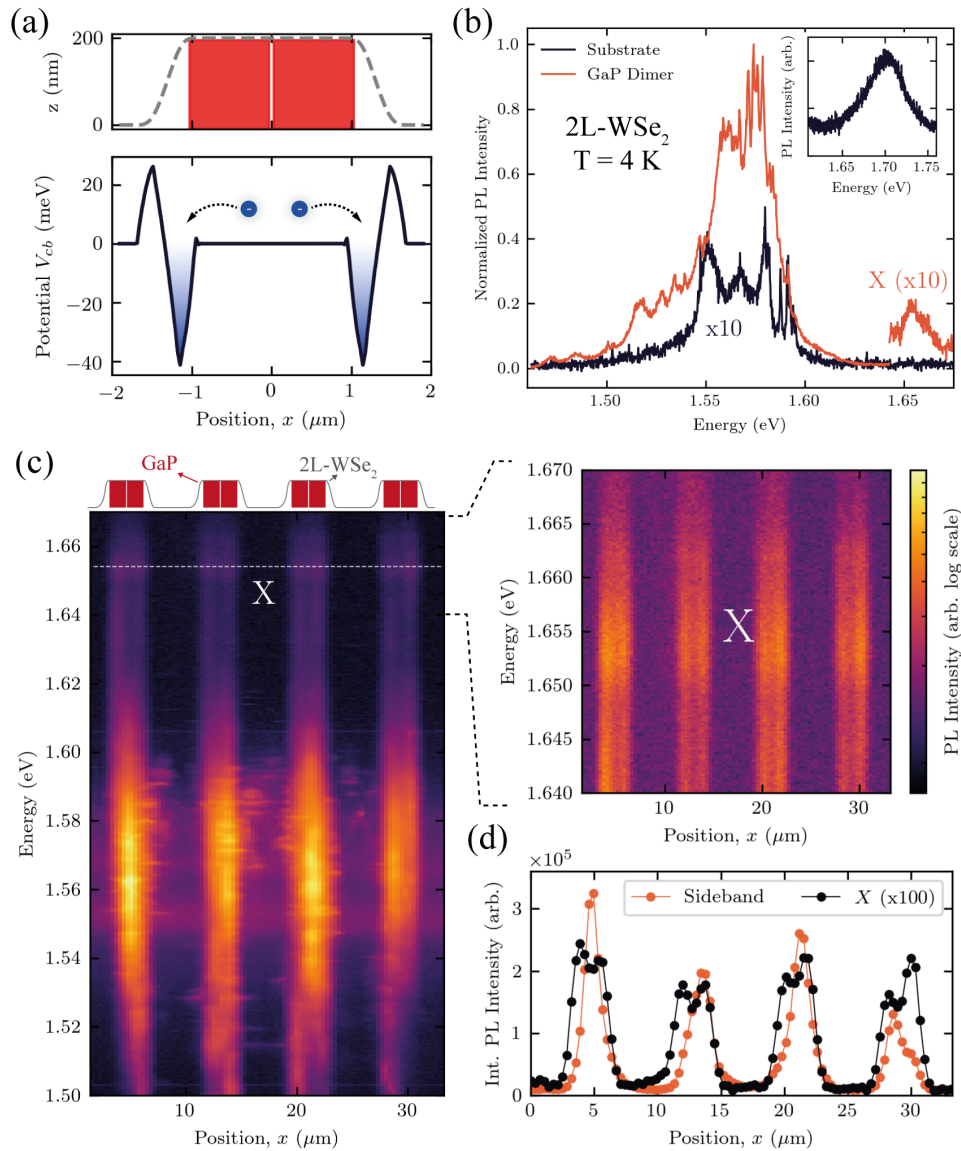 (a)
200
0
z (nm)
20
0
−20
−40
Potential V_cb (meV)
- -
−2 −1 0 1 2
Position, x (μm)
(b)
Substrate
GaP Dimer
2L-WSe₂
T = 4 K
1.0
0.8
0.6
0.4
0.2
0.0
Normalized PL Intensity
x10
X (x10)
1.50 1.55 1.60 1.65
Energy (eV)
PL Intensity (arb.)
1.65 1.70 1.75
Energy (eV)
(c)
GaP 2L-WSe₂
1.66
1.64
1.62
1.60
1.58
1.56
1.54
1.52
1.50
Energy (eV)
X
10 20 30
Position, x (μm)
1.670
1.665
1.660
1.655
1.650
1.645
1.640
Energy (eV)
X
10 20 30
Position, x (μm)
PL Intensity (arb. log scale)
(d)
×10⁵
3
2
1
0
Int. PL Intensity (arb.)
Sideband X (x100)
0 5 10 15 20 25 30
Position, x (μm)